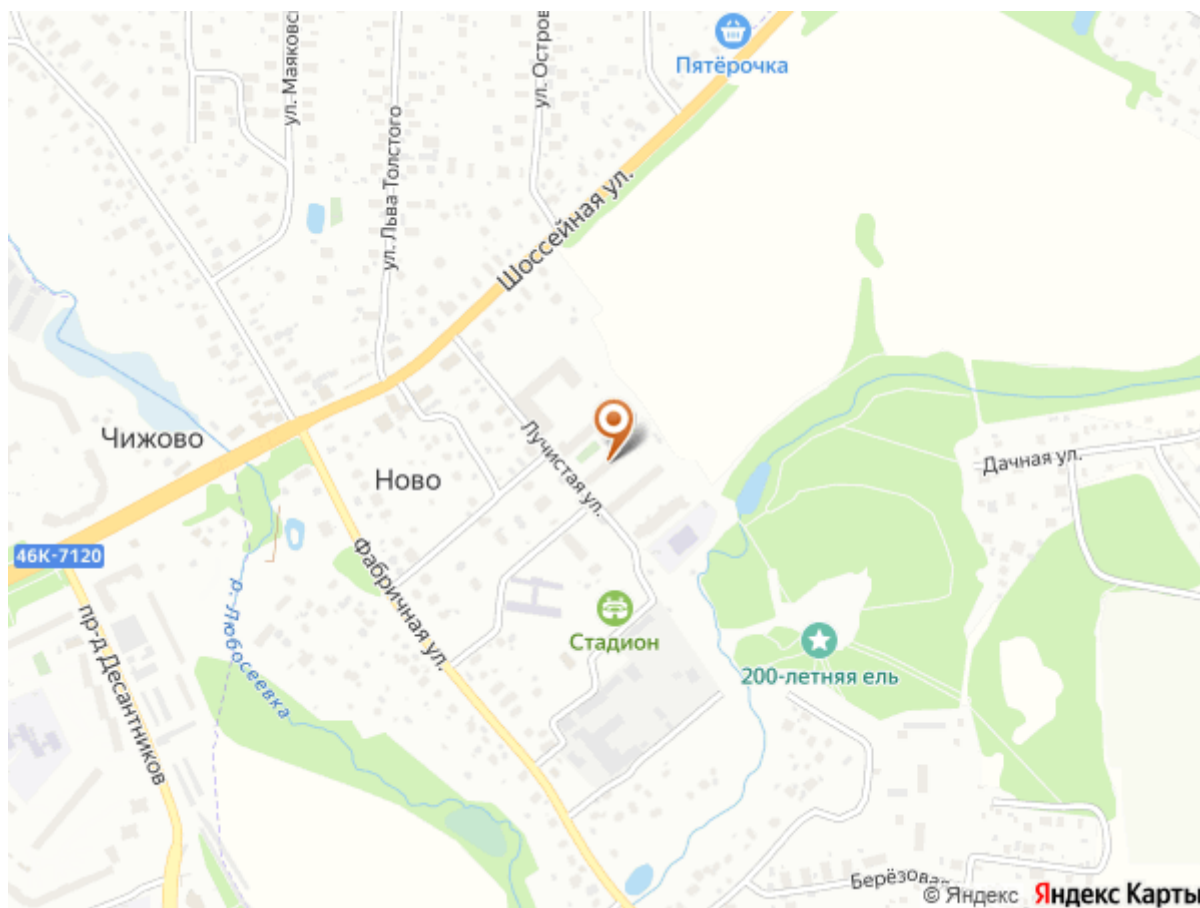 Пятёрочка
ул. Маяковс
ул. Остров
ул. Льва Толстого
Шоссейная ул.
Чижово
Ново
Лучистая ул.
Дачная ул.
46К-7120
Фабричная ул.
р. Любосеевка
пр-д Десантников
Стадион
200-летняя ель
Берёзовая
© Яндекс Яндекс Карты